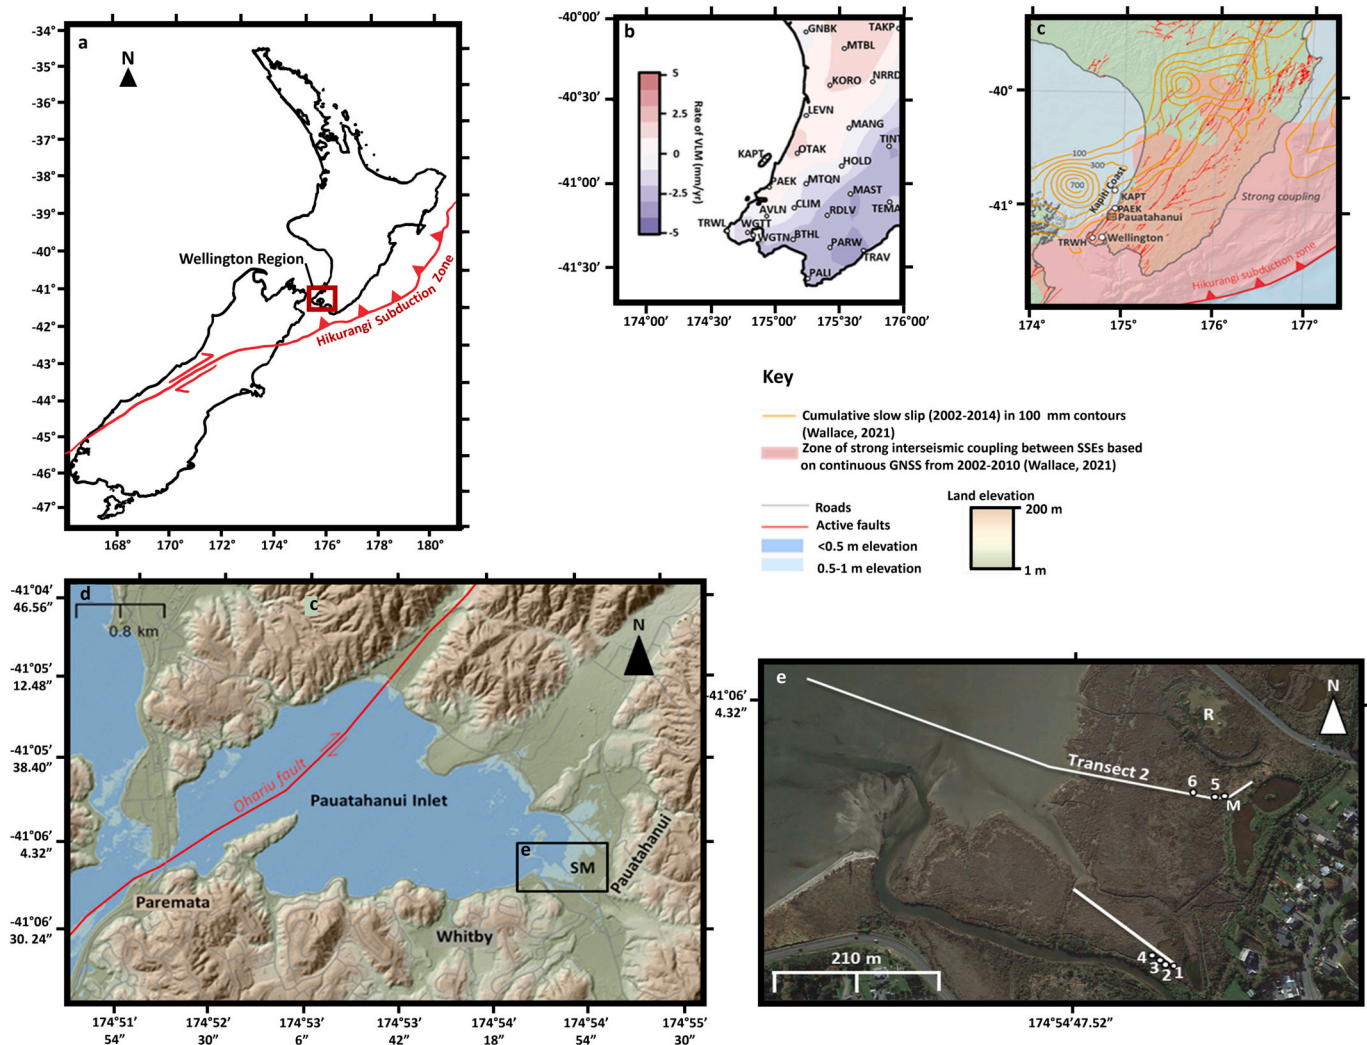 a
N
-34°
-35°
-36°
-37°
-38°
-39°
-40°
-41°
-42°
-43°
-44°
-45°
-46°
-47°
Wellington Region
Hikurangi Subduction Zone
168°
170°
172°
174°
176°
178°
180°
b
-40°00'
-40°30'
-41°00'
-41°30'
5
2.5
0
-2.5
-5
Rate of VLM (mm/yr)
GNBK
TAKP
MTBL
KORO
NRRD
LEVN
MANG
TINT
OTAK
KAPT
HOLD
PAEK
MTQN
MAST
CLIM
AVLN
RDLV
TEMA
TRWL
WGTT
WGTN
BTHL
PARW
TRAV
PALI
174°00'
174°30'
175°00'
175°50'
176°00'
c
-40°
-41°
100
300
700
Kapiti Coast
KAPT
PAEK
Pauatahanui
TRWH
Wellington
Strong coupling
Hikurangi subduction zone
174°
175°
176°
177°
Key
Cumulative slow slip (2002-2014) in 100 mm contours
(Wallace, 2021)
Zone of strong interseismic coupling between SSEs based
on continuous GNSS from 2002-2010 (Wallace, 2021)
Roads
Active faults
<0.5 m elevation
0.5-1 m elevation
Land elevation
200 m
1 m
d
c
0.8 km
N
-41°04'
46.56"
-41°05'
12.48"
-41°05'
38.40"
-41°06'
4.32"
-41°06'
30. 24"
Ohariu fault
Pauatahanui Inlet
e
SM
Pauatahanui
Paremata
Whitby
174°51'
54"
174°52'
30"
174°53'
6"
174°53'
42"
174°54'
18"
174°54'
54"
174°55'
30"
e
N
-41°06'
4.32"
R
Transect 2
6
5
M
4
3
2
1
210 m
174°54'47.52"